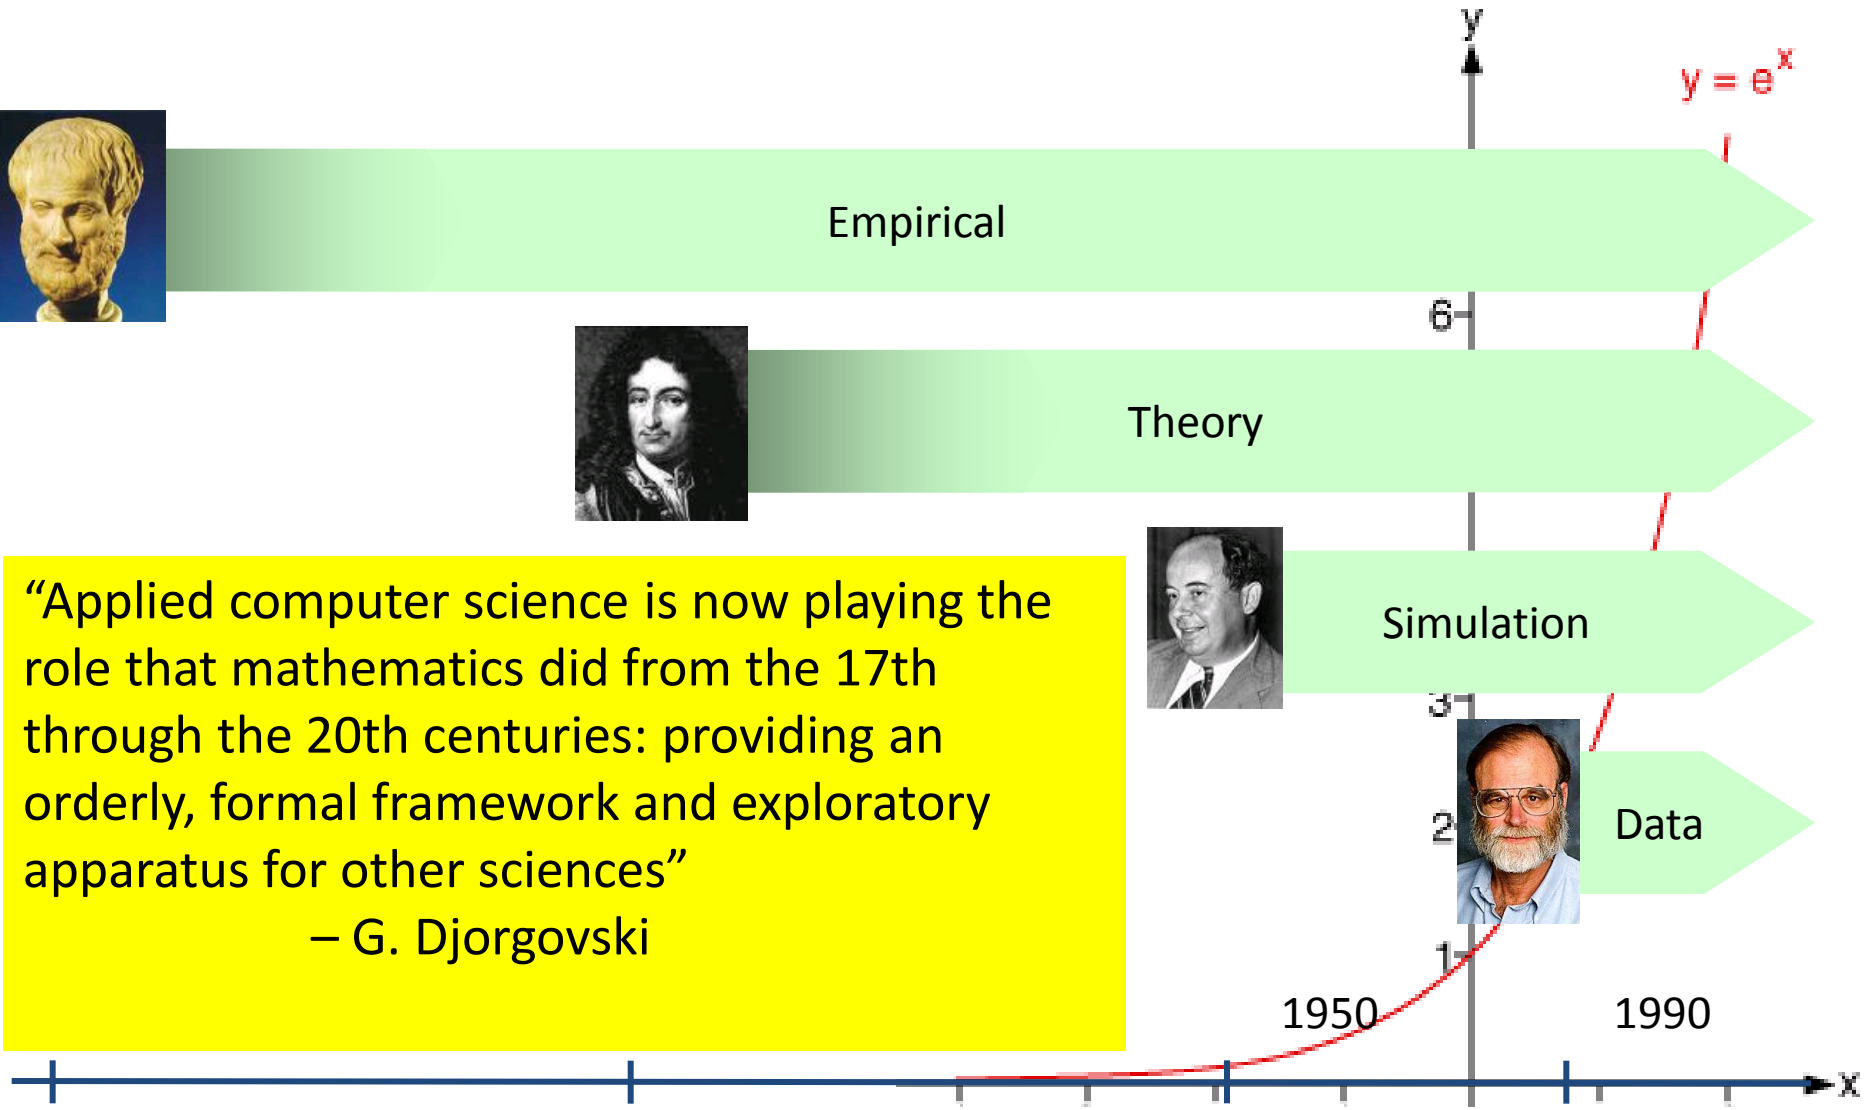 y
y = e^x
Empirical
6
Theory
Simulation
3
“Applied computer science is now playing the
role that mathematics did from the 17th
through the 20th centuries: providing an
orderly, formal framework and exploratory
apparatus for other sciences”
– G. Djorgovski
2
Data
1
1950
1990
x